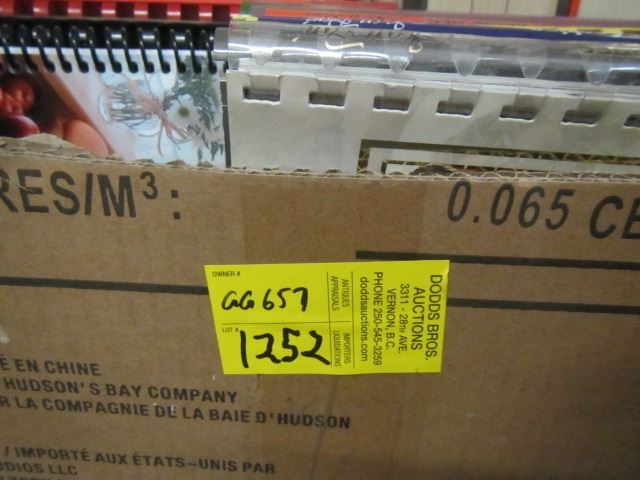 RES/M³:
0.065 CE
OWNER #
GG657
LOT #
1252
ANTIQUES
APPRAISALS
IMPORTERS
LIQUIDATIONS
DODDS BROS.
AUCTIONS
3311 - 28TH AVE.
VERNON, B.C.
PHONE 250-545-3259
doddsauctions.com
É EN CHINE
HUDSON'S BAY COMPANY
R LA COMPAGNIE DE LA BAIE D'HUDSON
/ IMPORTÉ AUX ÉTATS-UNIS PAR
UDIOS LLC